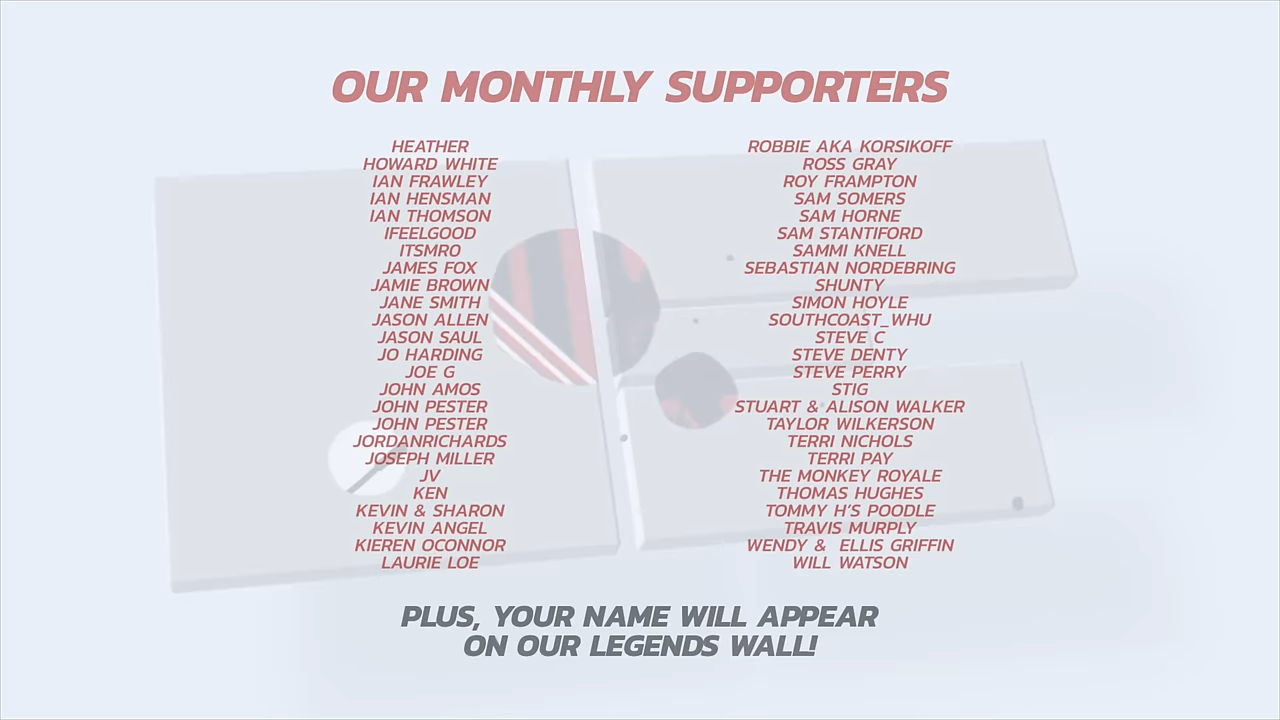 OUR MONTHLY SUPPORTERS
HEATHER
HOWARD WHITE
IAN FRAWLEY
IAN HENSMAN
IAN THOMSON
IFEELGOOD
ITSMRO
JAMES FOX
JAMIE BROWN
JANE SMITH
JASON ALLEN
JASON SAUL
JO HARDING
JOE G
JOHN AMOS
JOHN PESTER
JOHN PESTER
JORDANRICHARDS
JOSEPH MILLER
JV
KEN
KEVIN & SHARON
KEVIN ANGEL
KIEREN OCONNOR
LAURIE LOE
ROBBIE AKA KORSIKOFF
ROSS GRAY
ROY FRAMPTON
SAM SOMERS
SAM HORNE
SAM STANTIFORD
SAMMI KNELL
SEBASTIAN NORDEBRING
SHUNTY
SIMON HOYLE
SOUTHCOAST_WHU
STEVE C
STEVE DENTY
STEVE PERRY
STIG
STUART & ALISON WALKER
TAYLOR WILKERSON
TERRI NICHOLS
TERRI PAY
THE MONKEY ROYALE
THOMAS HUGHES
TOMMY H'S POODLE
TRAVIS MURPLY
WENDY &  ELLIS GRIFFIN
WILL WATSON
PLUS, YOUR NAME WILL APPEAR
ON OUR LEGENDS WALL!